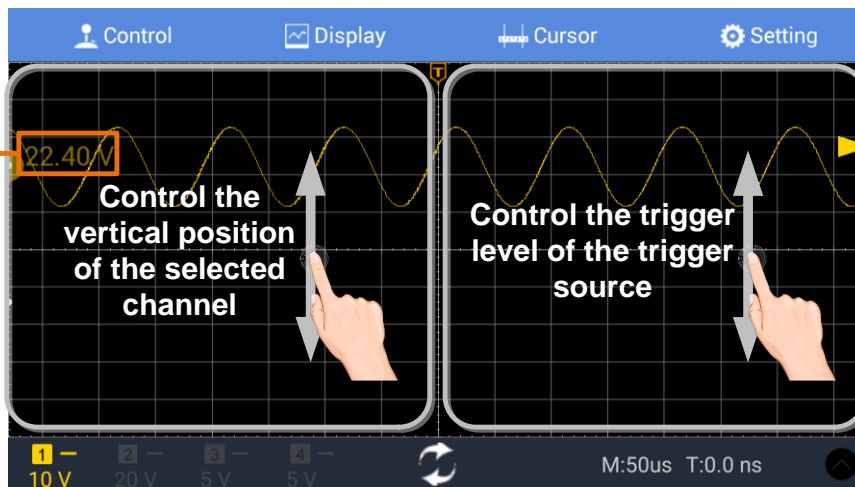 Control Display Cursor Setting
T
22.40 V
Control the
vertical position
of the selected
channel
Control the trigger
level of the trigger
source
1 2 3 4
10 V 20 V 5 V 5 V
M:50us T:0.0 ns